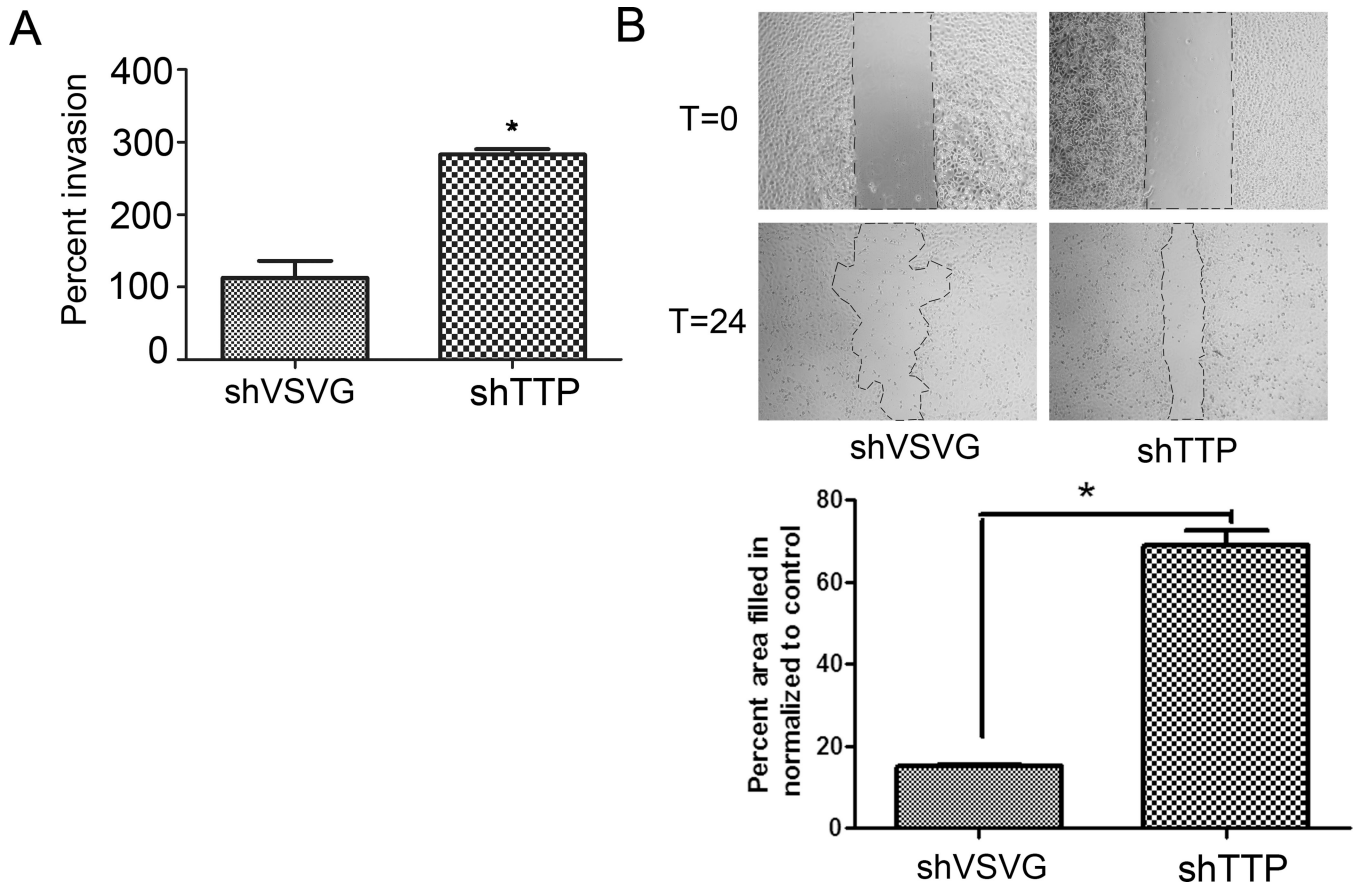 A
Percent invasion
400
300
200
100
0
*
shVSVG
shTTP
B
T=0
T=24
shVSVG
shTTP
Percent area filled in
normalized to control
80
60
40
20
0
*
shVSVG
shTTP